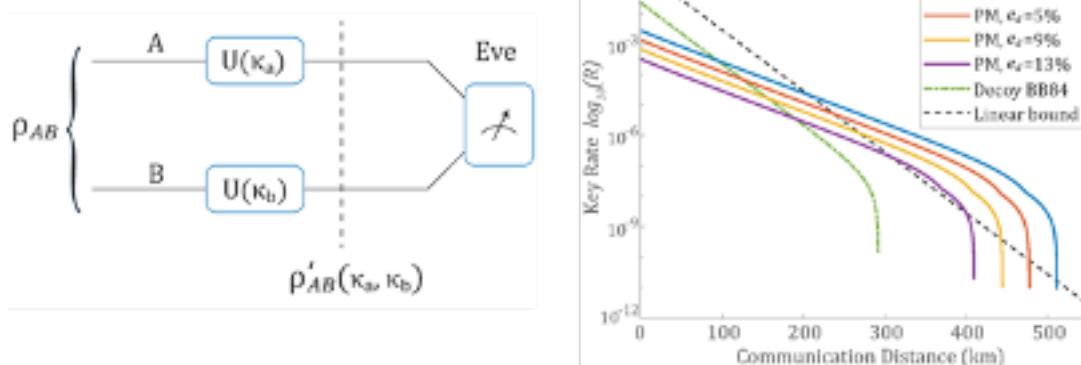 A
U(κa)
Eve
ρAB
B
U(κb)
ρ′AB(κa, κb)
PM, ed=5%
PM, ed=9%
PM, ed=13%
Decoy BB84
Linear bound
Key Rate log10(R)
10-3
10-6
10-9
10-12
0 100 200 300 400 500
Communication Distance (km)